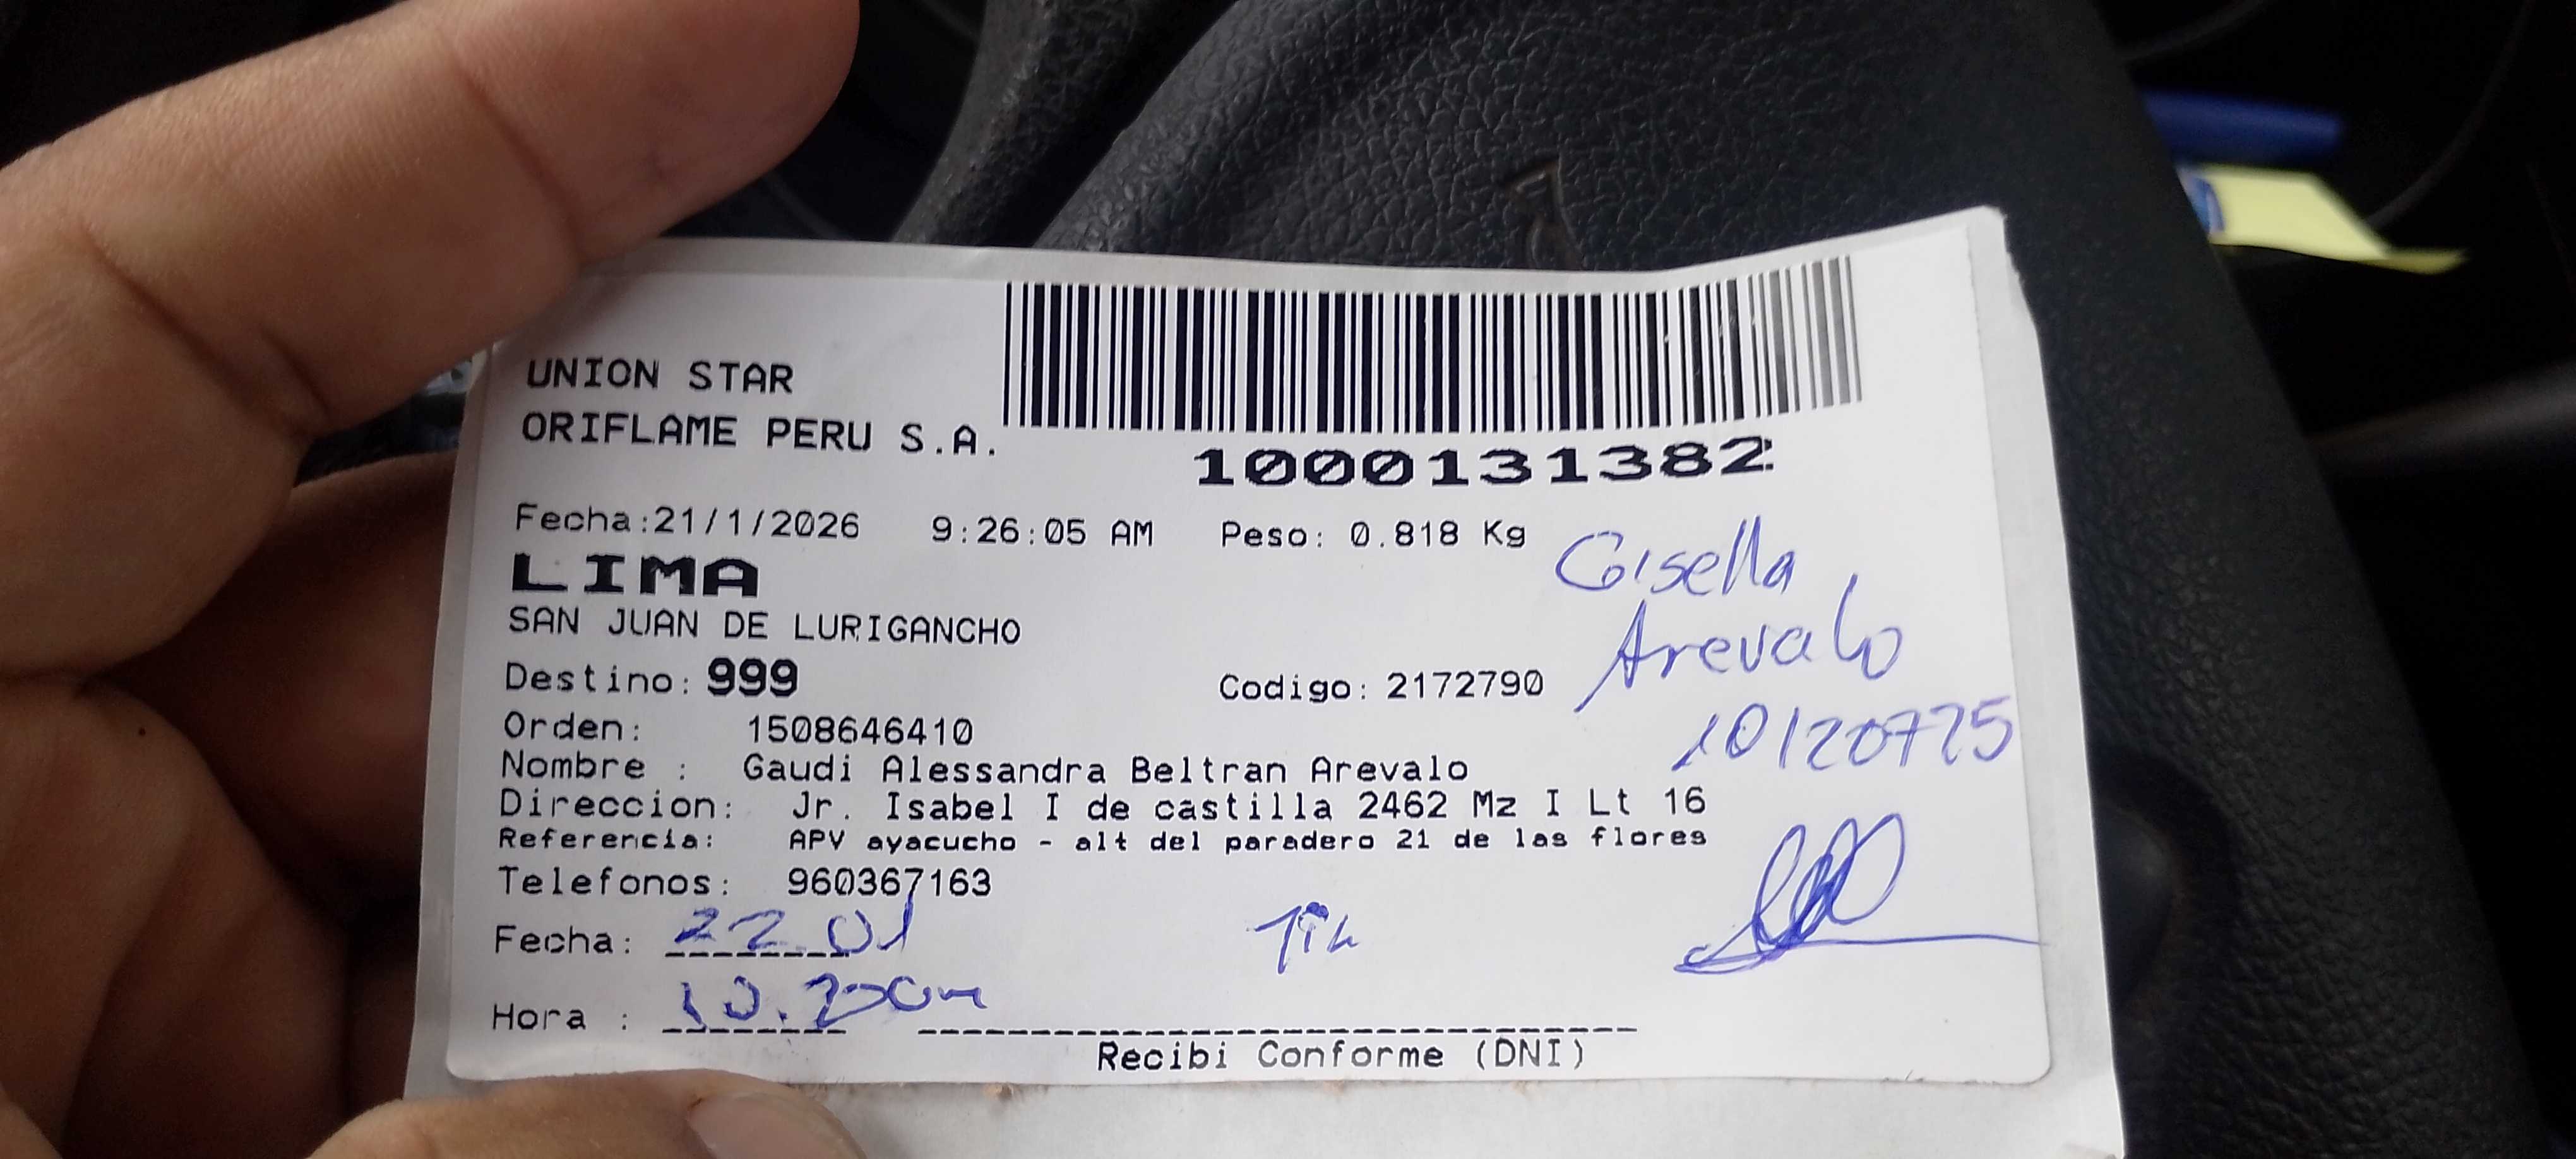 UNION STAR
ORIFLAME PERU S.A.
1000131382
Fecha:21/1/2026 9:26:05 AM Peso: 0.818 Kg
LIMA
SAN JUAN DE LURIGANCHO
Gisella
Arevalo
Destino: 999 Codigo: 2172790
10120775
Orden: 1508646410
Nombre : Gaudi Alessandra Beltran Arevalo
Direccion: Jr. Isabel I de castilla 2462 Mz I Lt 16
Referencia: APV ayacucho - alt del paradero 21 de las flores
Telefonos: 960367163
Fecha: 22.01
Hora :
Recibi Conforme (DNI)